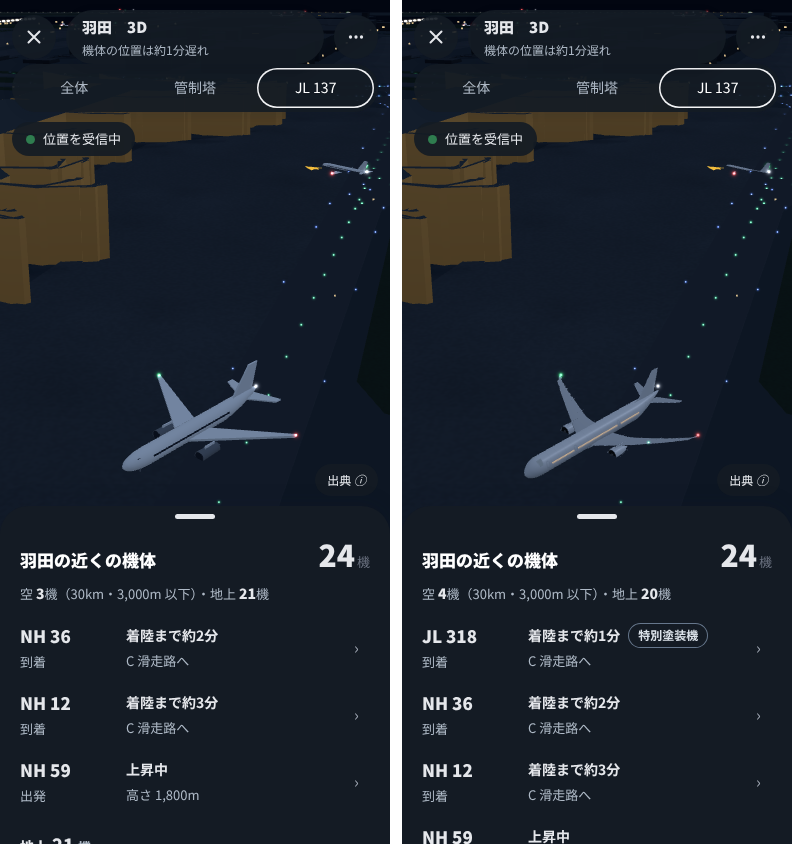 羽田 3D
機体の位置は約1分遅れ
全体
管制塔
JL 137
位置を受信中
出典
羽田の近くの機体
24機
空 3機（30km・3,000m 以下）・地上 21機
NH 36
着陸まで約2分
到着
C 滑走路へ
NH 12
着陸まで約3分
到着
C 滑走路へ
NH 59
上昇中
出発
高さ 1,800m
地上 21 機
羽田 3D
機体の位置は約1分遅れ
全体
管制塔
JL 137
位置を受信中
出典
羽田の近くの機体
24機
空 4機（30km・3,000m 以下）・地上 20機
JL 318
着陸まで約1分
特別塗装機
到着
C 滑走路へ
NH 36
着陸まで約2分
到着
C 滑走路へ
NH 12
着陸まで約3分
到着
C 滑走路へ
NH 59
上昇中